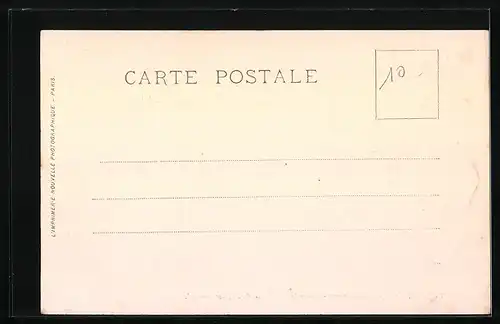 CARTE POSTALE
10
L'IMPRIMERIE NOUVELLE PHOTOGRAPHIQUE - PARIS